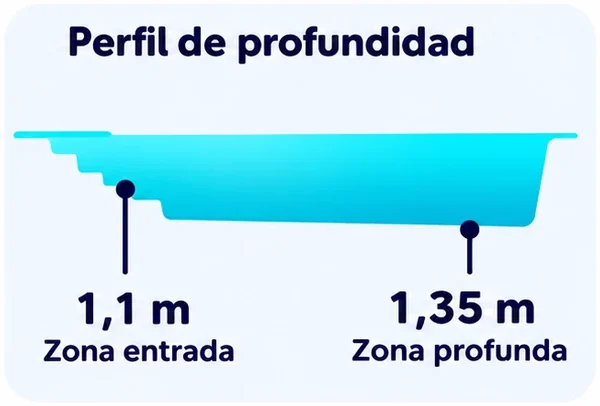 Perfil de profundidad
1,1 m
Zona entrada
1,35 m
Zona profunda